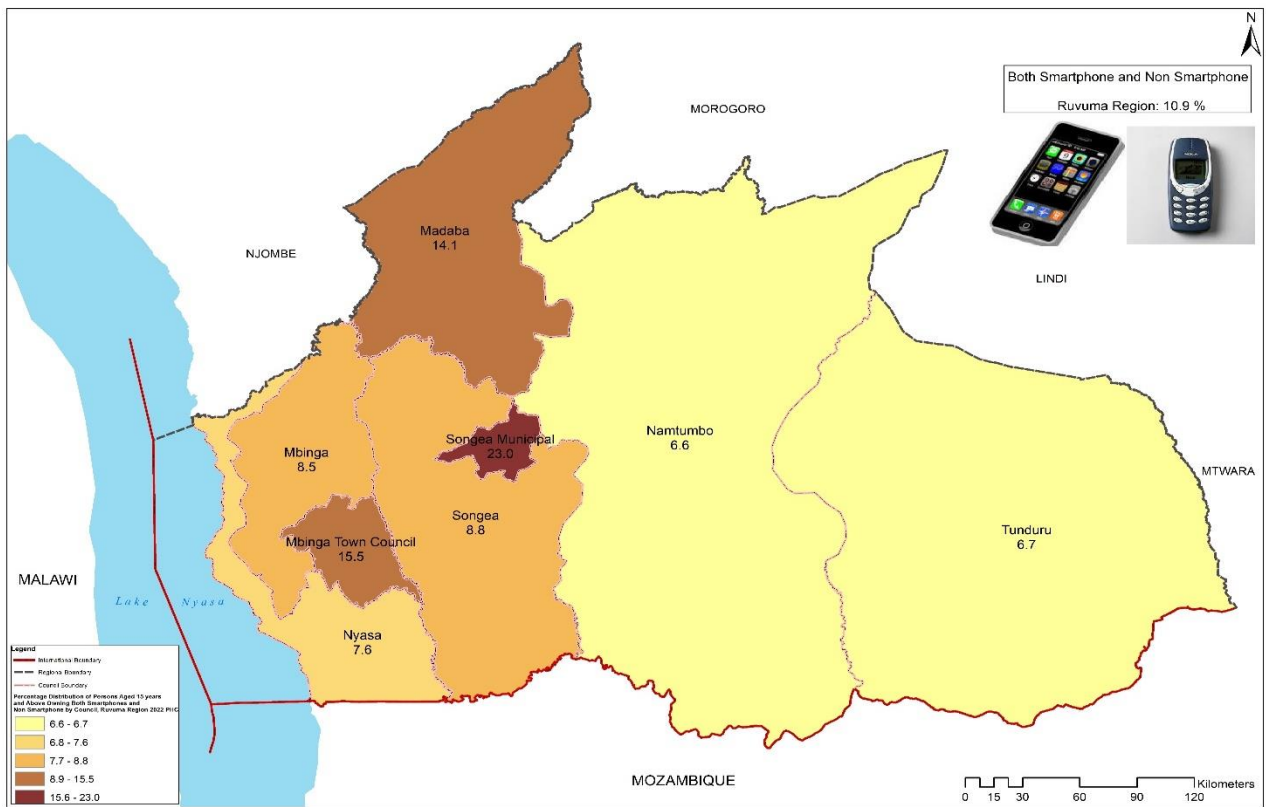 N
Both Smartphone and Non Smartphone
Ruvuma Region: 10.9 %
MOROGORO
Madaba
14.1
NJOMBE
LINDI
Songea Municipal
23.0
Namtumbo
6.6
Mbinga
8.5
MTWARA
Songea
8.8
Tunduru
6.7
Mbinga Town Council
15.5
MALAWI
Lake Nyasa
Nyasa
7.6
Legend
International Boundary
Regional Boundary
Council Boundary
Percentage Distribution of Persons Aged 15 years
and Above Owning Both Smartphones and
Non Smartphone by Council, Ruvuma Region 2022 PHC
6.6 - 6.7
6.8 - 7.6
7.7 - 8.8
8.9 - 15.5
15.6 - 23.0
MOZAMBIQUE
Kilometers
0 15 30 60 90 120